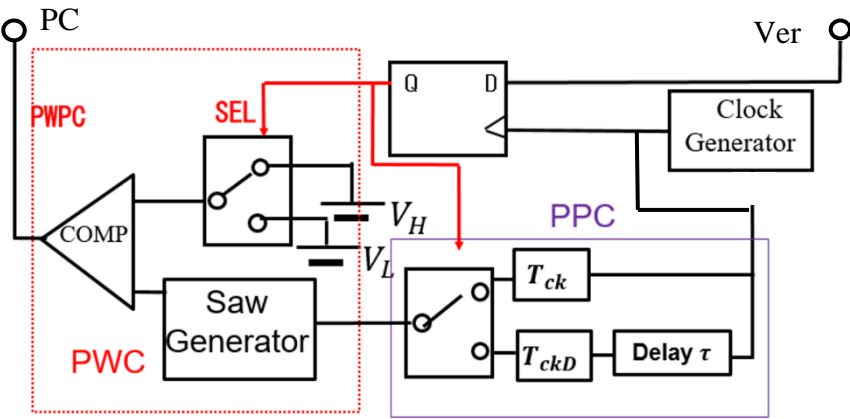 PC
Ver
PWPC
SEL
Q
D
Clock
Generator
COMP
V_H
V_L
PPC
T_ck
Saw
Generator
PWC
T_ckD
Delay τ